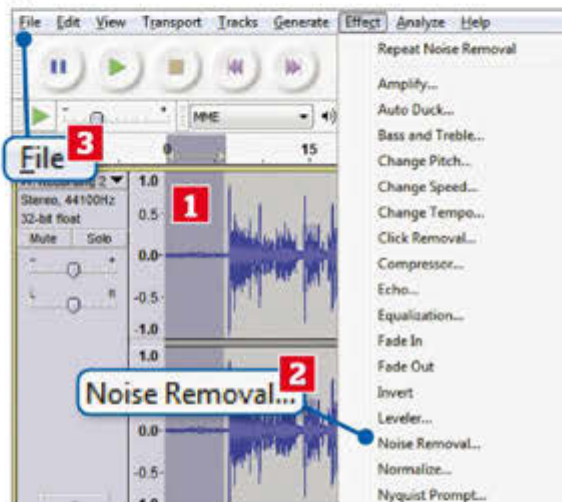 File Edit View Transport Tracks Generate Effect Analyze Help
Repeat Noise Removal
Amplify...
Auto Duck...
Bass and Treble...
Change Pitch...
Change Speed...
Change Tempo...
Click Removal...
Compressor...
Echo...
Equalization...
Fade In
Fade Out
Invert
Leveler...
Noise Removal...
Normalize...
Nyquist Prompt...
- +
MME
File 3
0 15
2
Stereo, 44100Hz
32-bit float
Mute Solo
- +
L R
1.0
0.5
0.0
-0.5
-1.0
1
1.0
Noise Removal... 2
0.0
-0.5